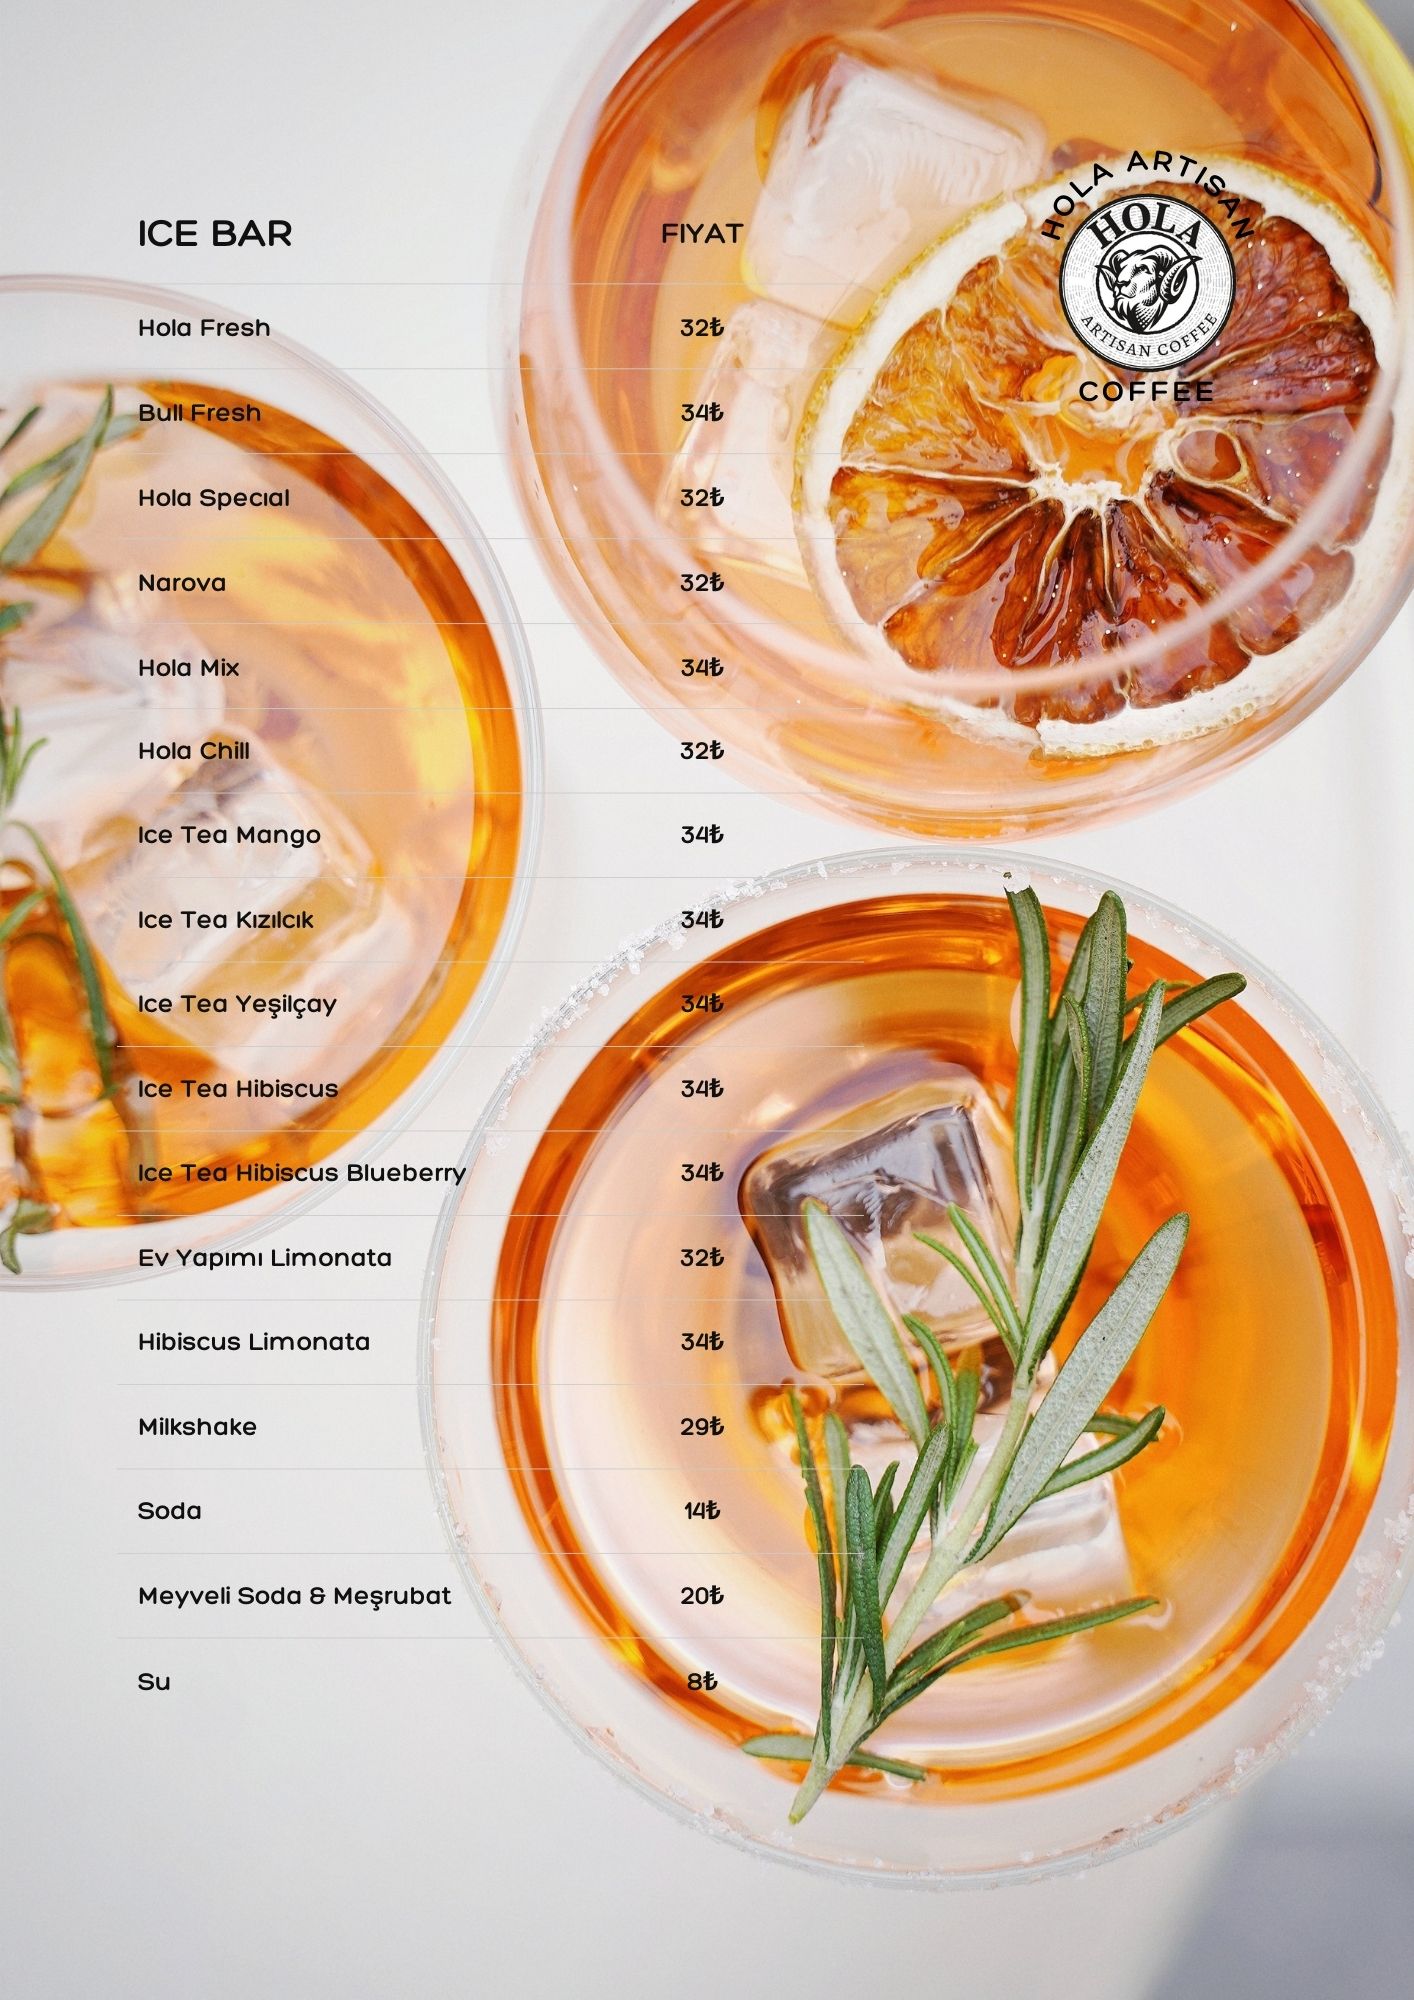 HOLA ARTISAN
HOLA
ARTISAN COFFEE
COFFEE
ICE BAR FIYAT
Hola Fresh 32₺
Bull Fresh 34₺
Hola Specıal 32₺
Narova 32₺
Hola Mix 34₺
Hola Chill 32₺
Ice Tea Mango 34₺
Ice Tea Kızılcık 34₺
Ice Tea Yeşilçay 34₺
Ice Tea Hibiscus 34₺
Ice Tea Hibiscus Blueberry 34₺
Ev Yapımı Limonata 32₺
Hibiscus Limonata 34₺
Milkshake 29₺
Soda 14₺
Meyveli Soda & Meşrubat 20₺
Su 8₺